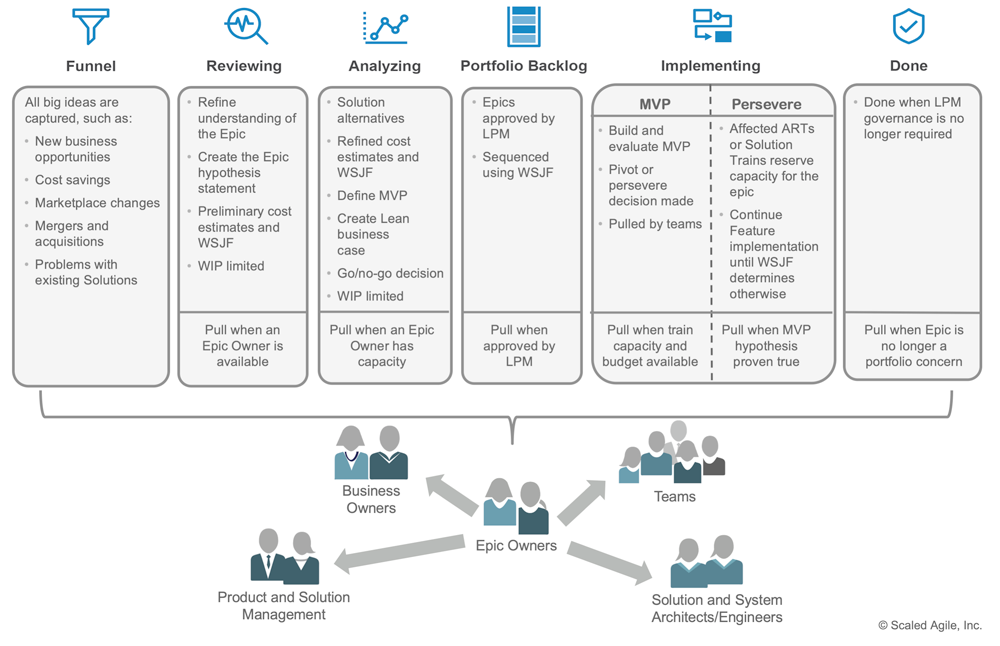 Funnel
Reviewing
Analyzing
Portfolio Backlog
Implementing
Done
All big ideas are
captured, such as:
• New business
opportunities
• Cost savings
• Marketplace changes
• Mergers and
acquisitions
• Problems with
existing Solutions
• Refine
understanding of
the Epic
• Create the Epic
hypothesis
statement
• Preliminary cost
estimates and
WSJF
• WIP limited
Pull when an
Epic Owner is
available
• Solution
alternatives
• Refined cost
estimates and
WSJF
• Define MVP
• Create Lean
business
case
• Go/no-go decision
• WIP limited
Pull when an Epic
Owner has
capacity
• Epics
approved by
LPM
• Sequenced
using WSJF
Pull when
approved by
LPM
MVP
• Build and
evaluate MVP
• Pivot or
persevere
decision made
• Pulled by teams
Pull when train
capacity and
budget available
Persevere
• Affected ARTs
or Solution
Trains reserve
capacity for the
epic
• Continue
Feature
implementation
until WSJF
determines
otherwise
Pull when MVP
hypothesis
proven true
• Done when LPM
governance is no
longer required
Pull when Epic is
no longer a
portfolio concern
Business
Owners
Teams
Epic Owners
Product and Solution
Management
Solution and System
Architects/Engineers
© Scaled Agile, Inc.